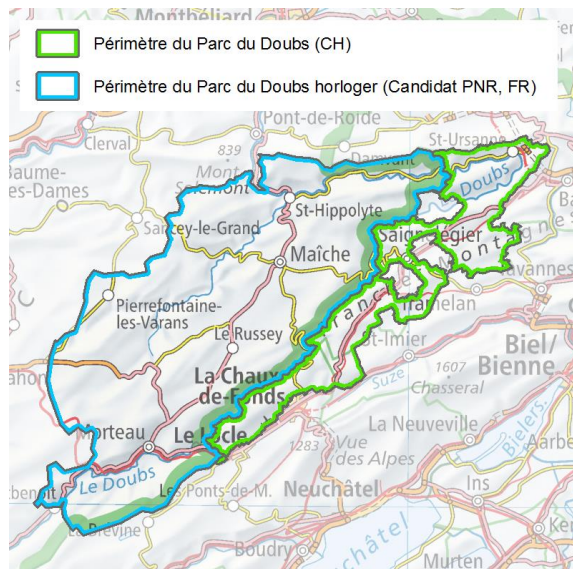 Montbéliard
Périmètre du Parc du Doubs (CH)
Périmètre du Parc du Doubs horloger (Candidat PNR, FR)
Pont-de-Roide
Clerval
839
Mont
St-Ursanne
Damvant
Baume-
les-Dames
Doubs
St-Hippolyte
Sancey-le-Grand
Saignelégier
Maîche
Tavannes
Pierrefontaine-
les-Varans
Tramelan
Le Russey
St-Imier
Biel/
Bienne
La Chaux-
de-Fonds
Suze
1607
Chasseral
Morteau
Le Locle
La Neuveville
Bielers.
1283
Vue
des Alpes
Aarbe
Le Doubs
Les Ponts-de-M.
Neuchâtel
Ins
La Brévine
Boudry
Murten